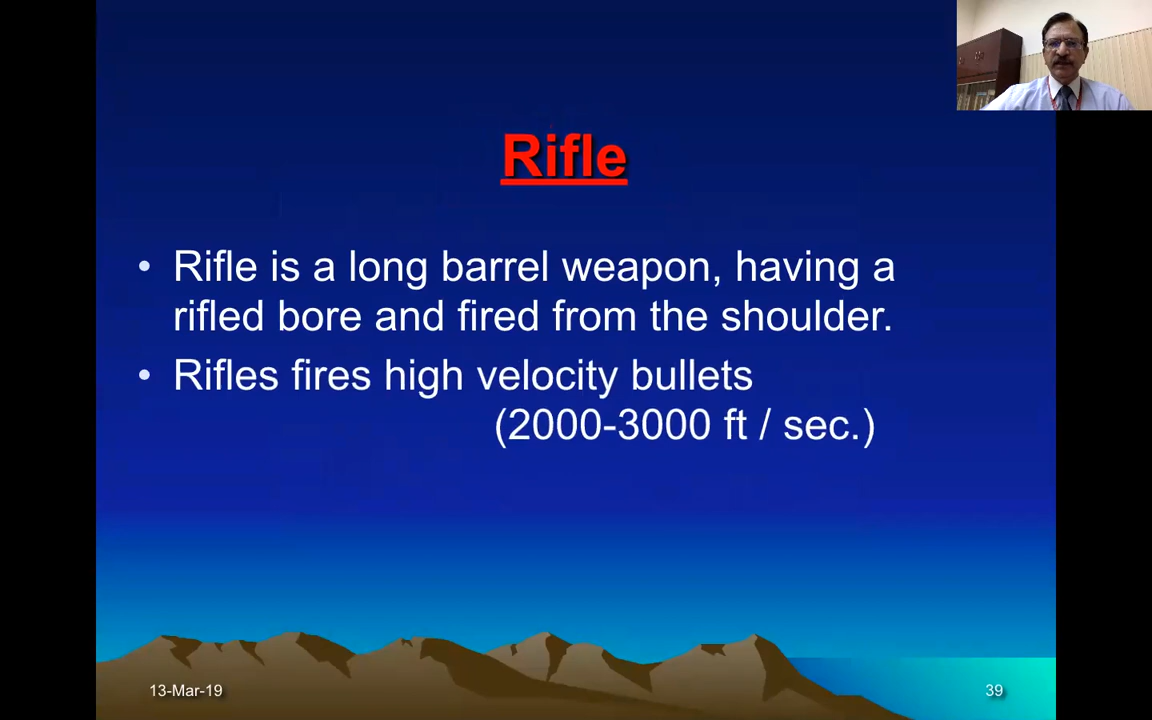 Rifle
• Rifle is a long barrel weapon, having a
rifled bore and fired from the shoulder.
• Rifles fires high velocity bullets
(2000-3000 ft / sec.)
13-Mar-19
39